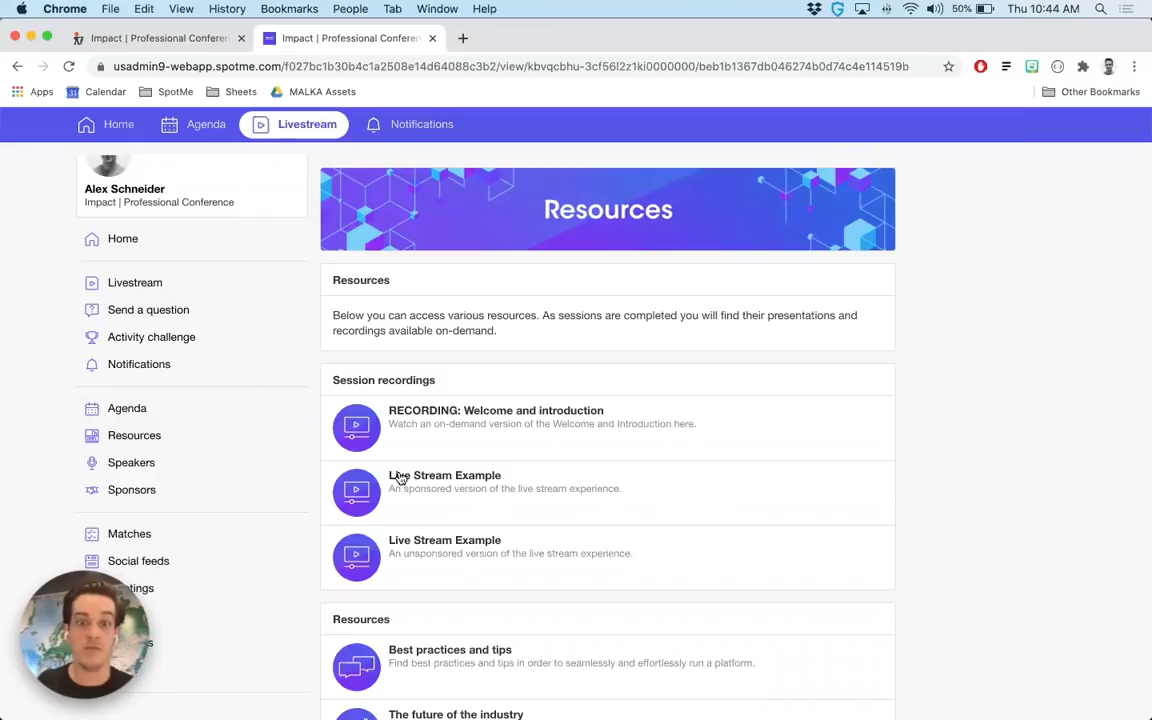 Chrome File Edit View History Bookmarks People Tab Window Help 50% Thu 10:44 AM
Impact | Professional Conferen Impact | Professional Conferen
usadmin9-webapp.spotme.com/f027bc1b30b4c1a2508e14d64088c3b2/view/kbvqcbhu-3cf56l2z1ki0000000/beb1b1367db046274b0d74c4e114519b
Apps Calendar SpotMe Sheets MALKA Assets Other Bookmarks
Home Agenda Livestream Notifications
Alex Schneider
Impact | Professional Conference
Home
Livestream
Send a question
Activity challenge
Notifications
Agenda
Resources
Speakers
Sponsors
Matches
Social feeds
Resources
Resources
Below you can access various resources. As sessions are completed you will find their presentations and
recordings available on-demand.
Session recordings
RECORDING: Welcome and introduction
Watch an on-demand version of the Welcome and Introduction here.
Live Stream Example
An sponsored version of the live stream experience.
Live Stream Example
An unsponsored version of the live stream experience.
Resources
Best practices and tips
Find best practices and tips in order to seamlessly and effortlessly run a platform.
The future of the industry